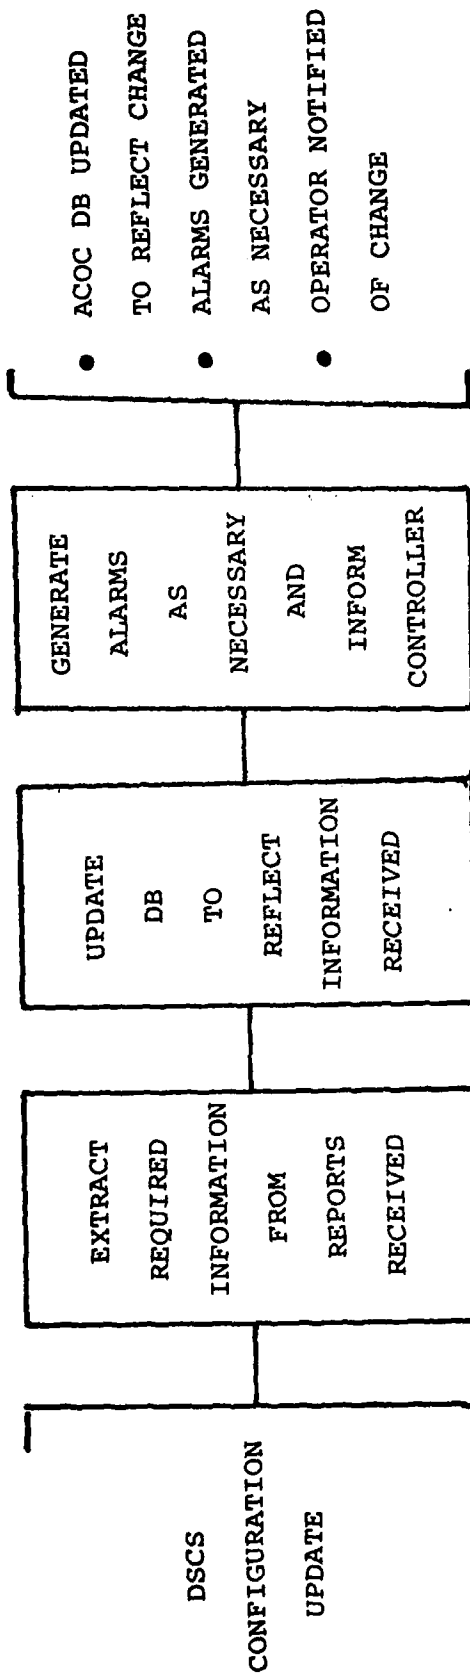 DSCS
CONFIGURATION
UPDATE
EXTRACT
REQUIRED
INFORMATION
FROM
REPORTS
RECEIVED
UPDATE
DB
TO
REFLECT
INFORMATION
RECEIVED
GENERATE
ALARMS
AS
NECESSARY
AND
INFORM
CONTROLLER
• ACOC DB UPDATED
TO REFLECT CHANGE
• ALARMS GENERATED
AS NECESSARY
• OPERATOR NOTIFIED
OF CHANGE